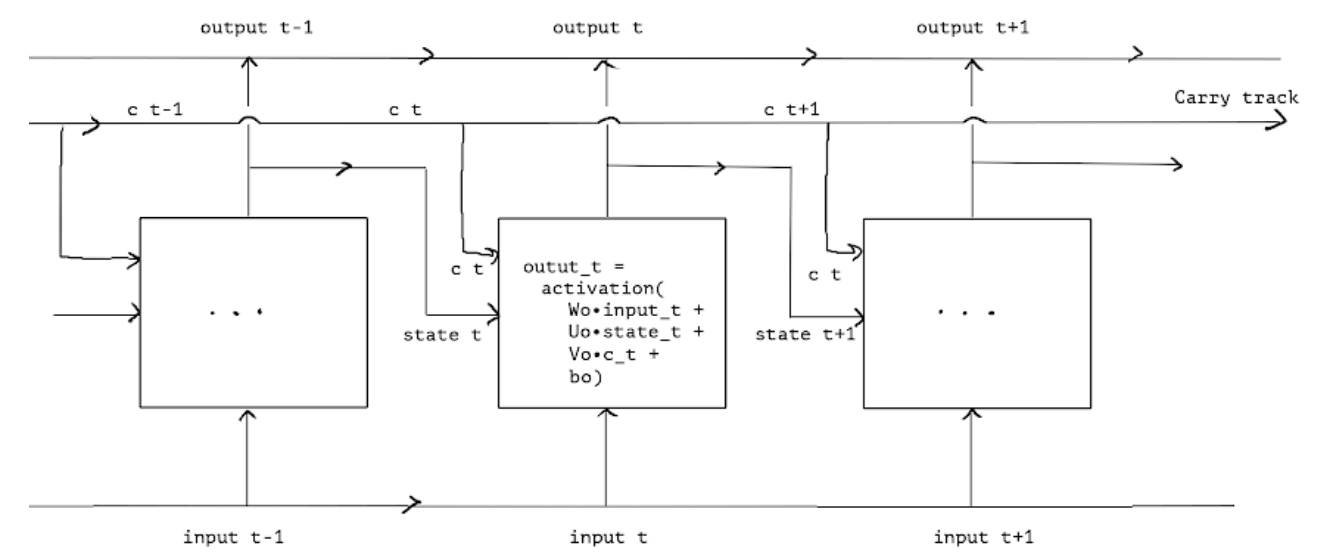 output t-1
output t
output t+1
Carry track
c t-1
c t
c t+1
c t
outut_t =
activation(
Wo•input_t +
Uo•state_t +
Vo•c_t +
bo)
. . .
. . .
c t
state t
state t+1
input t-1
input t
input t+1